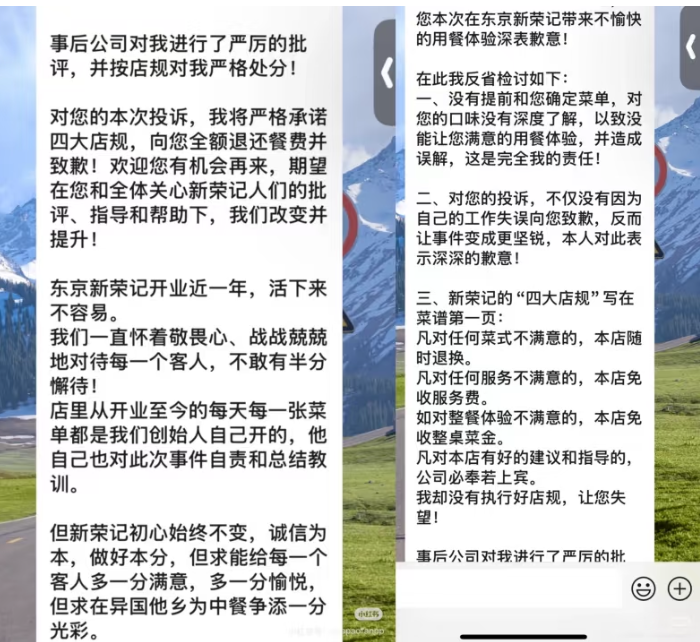 事后公司对我进行了严厉的批
评，并按店规对我严格处分！
对您的本次投诉，我将严格承诺
四大店规，向您全额退还餐费并
致歉！欢迎您有机会再来，期望
在您和全体关心新荣记人们的批
评、指导和帮助下，我们改变并
提升！
东京新荣记开业近一年，活下来
不容易。
我们一直怀着敬畏心、战战兢兢
地对待每一个客人，不敢有半分
懈待！
店里从开业至今的每天每一张菜
单都是我们创始人自己开的，他
自己也对此次事件自责和总结教
训。
但新荣记初心始终不变，诚信为
本，做好本分，但求能给每一个
客人多一分满意，多一分愉悦，
但求在异国他乡为中餐争添一分
光彩。
小红书
您本次在东京新荣记带来不愉快
的用餐体验深表歉意！
在此我反省检讨如下：
一、没有提前和您确定菜单，对
您的口味没有深度了解，以致没
能让您满意的用餐体验，并造成
误解，这是完全我的责任！
二、对您的投诉，不仅没有因为
自己的工作失误向您致歉，反而
让事件变成更坚锐，本人对此表
示深深的歉意！
三、新荣记的“四大店规”写在
菜谱第一页：
凡对任何菜式不满意的，本店随
时退换。
凡对任何服务不满意的，本店免
收服务费。
如对整餐体验不满意的，本店免
收整桌菜金。
凡对本店有好的建议和指导的，
公司必奉若上宾。
我却没有执行好店规，让您失
望！
事后公司对我进行了严厉的批